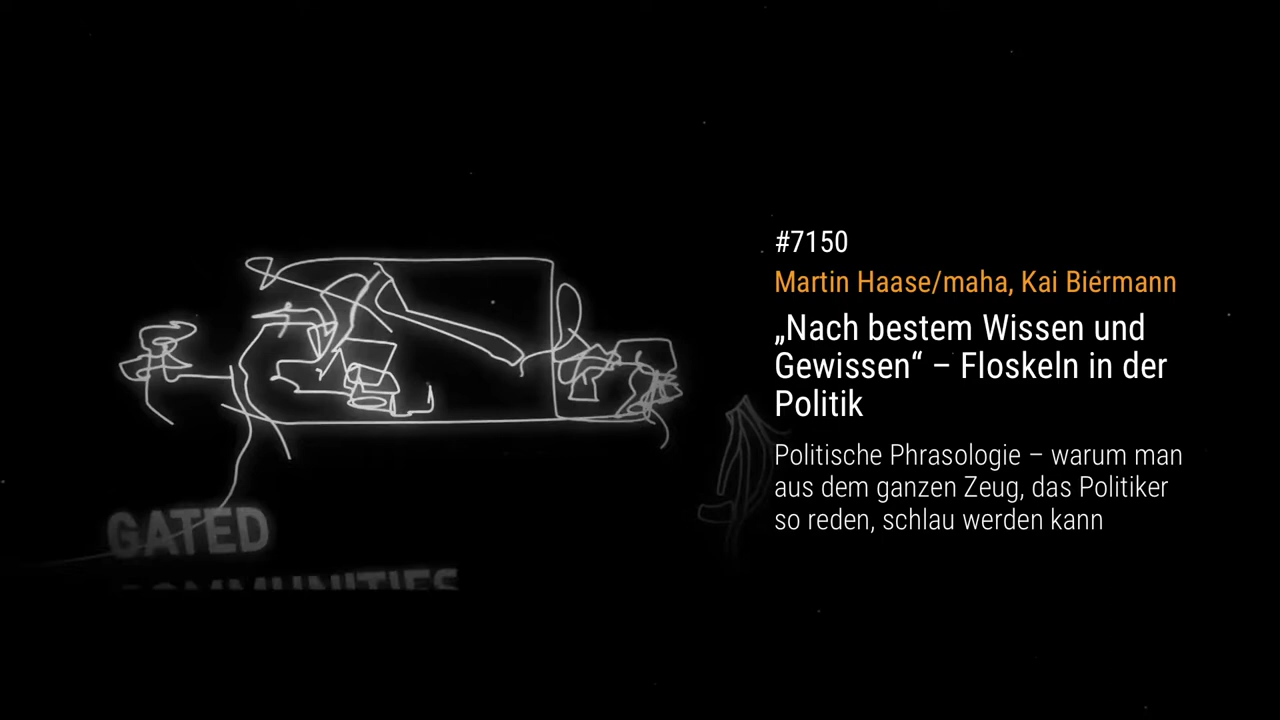 #7150
Martin Haase/maha, Kai Biermann
„Nach bestem Wissen und
Gewissen“ – Floskeln in der
Politik
Politische Phrasologie – warum man
aus dem ganzen Zeug, das Politiker
so reden, schlau werden kann
GATED
COMMUNITIES